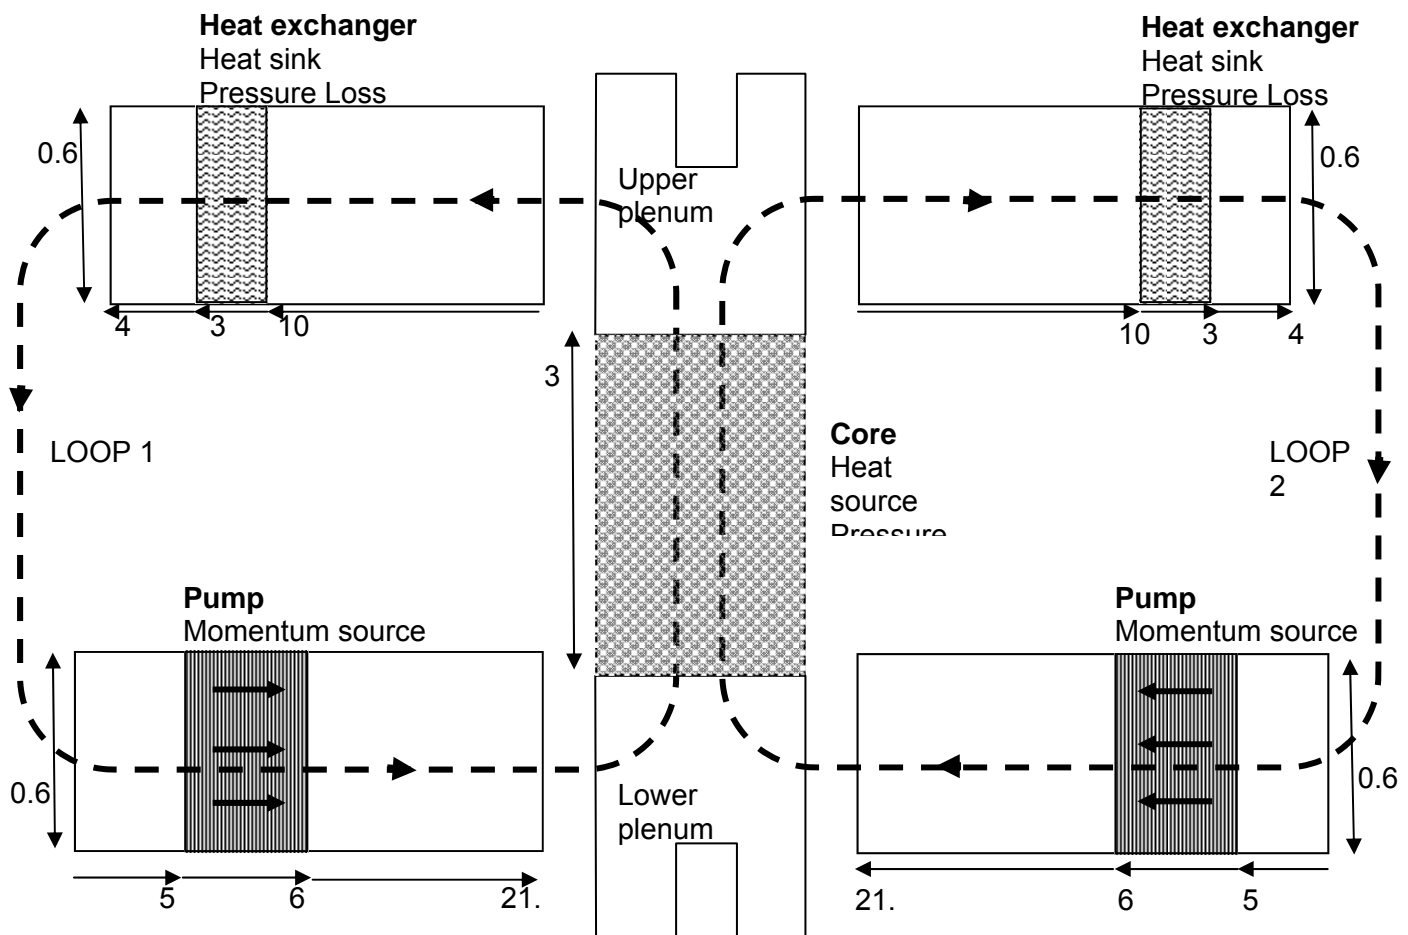 Heat exchanger
Heat sink
Pressure Loss
Heat exchanger
Heat sink
Pressure Loss
0.6
Upper
plenum
0.6
4
3
10
10
3
4
3
LOOP 1
Core
Heat
source
Pressure
LOOP
2
Pump
Momentum source
Pump
Momentum source
0.6
Lower
plenum
0.6
5
6
21.
21.
6
5